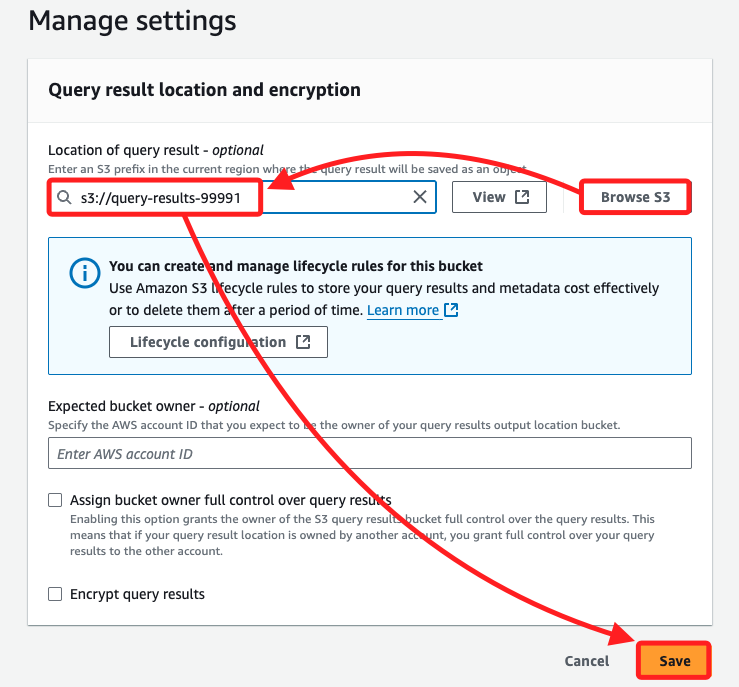 Manage settings
Query result location and encryption
Location of query result - optional
Enter an S3 prefix in the current region where the query result will be saved as an object.
s3://query-results-99991
View
Browse S3
You can create and manage lifecycle rules for this bucket
Use Amazon S3 lifecycle rules to store your query results and metadata cost effectively
or to delete them after a period of time. Learn more
Lifecycle configuration
Expected bucket owner - optional
Specify the AWS account ID that you expect to be the owner of your query results output location bucket.
Enter AWS account ID
Assign bucket owner full control over query results
Enabling this option grants the owner of the S3 query results bucket full control over the query results. This
means that if your query result location is owned by another account, you grant full control over your query
results to the other account.
Encrypt query results
Cancel
Save